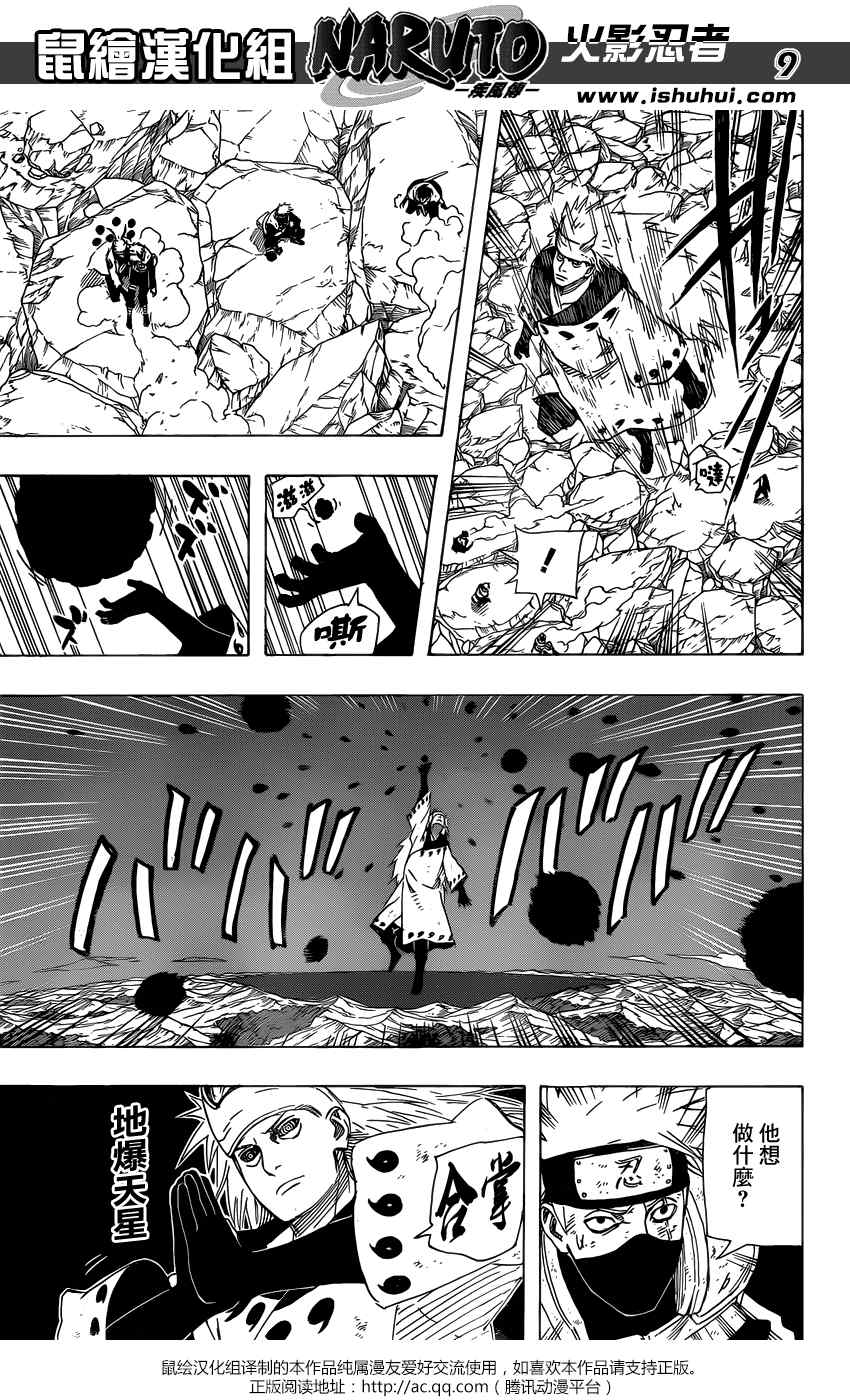 鼠繪漢化組
NARUTO
—疾風傳—
火影忍者
9
www.ishuhui.com
噠
!
滋滋
嘶
ズズ
ズズ
他想
做什麼?
忍
合掌
地爆天星
鼠绘汉化组译制的本作品纯属漫友爱好交流使用，如喜欢本作品请支持正版。
正版阅读地址：http://ac.qq.com（腾讯动漫平台）